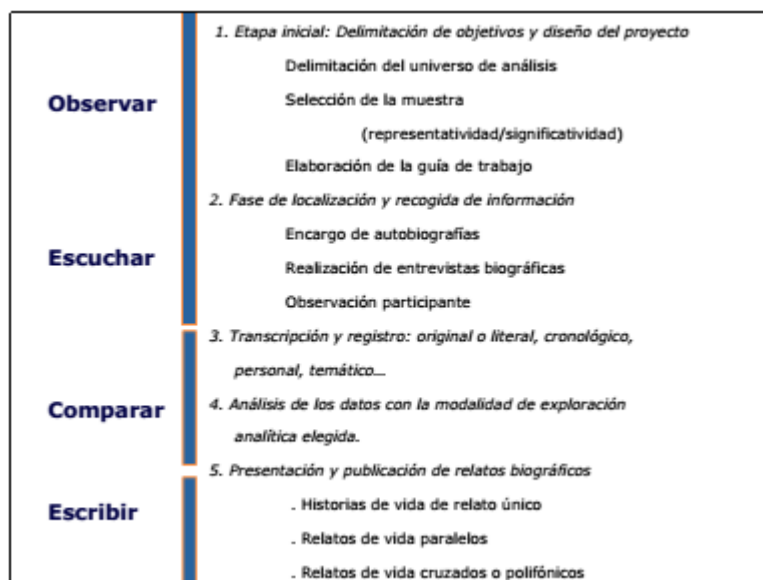 1. Etapa inicial: Delimitación de objetivos y diseño del proyecto
Delimitación del universo de análisis
Observar
Selección de la muestra
(representatividad/significatividad)
Elaboración de la guía de trabajo
2. Fase de localización y recogida de información
Encargo de autobiografías
Escuchar
Realización de entrevistas biográficas
Observación participante
3. Transcripción y registro: original o literal, cronológico,
personal, temático...
Comparar
4. Análisis de los datos con la modalidad de exploración
analítica elegida.
5. Presentación y publicación de relatos biográficos
Escribir
. Historias de vida de relato único
. Relatos de vida paralelos
. Relatos de vida cruzados o polifónicos